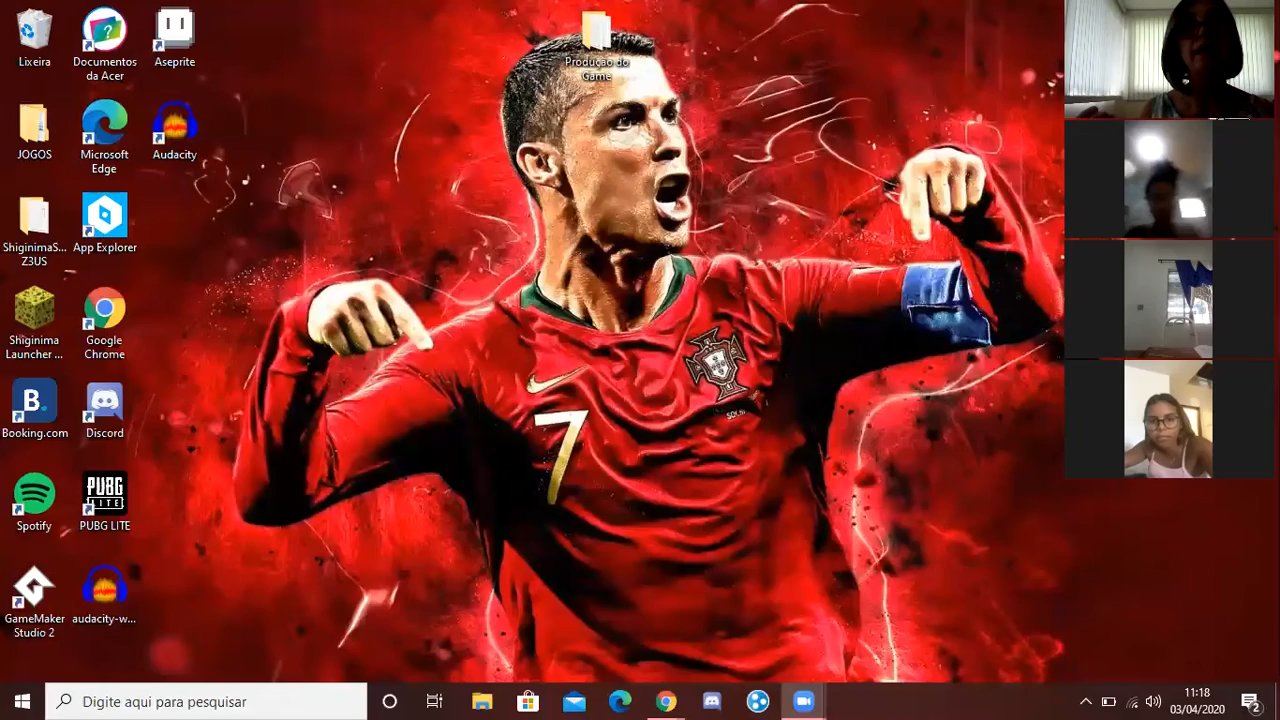 Lixeira
Documentos
da Acer
Aseprite
Produção do
Game
JOGOS
Microsoft
Edge
Audacity
ShiginimaS...
Z3US
App Explorer
Shiginima
Launcher ...
Google
Chrome
B.
Booking.com
Discord
Spotify
PUBG
LITE
PUBG LITE
GameMaker
Studio 2
audacity-w...
7
Digite aqui para pesquisar
11:18
03/04/2020
2